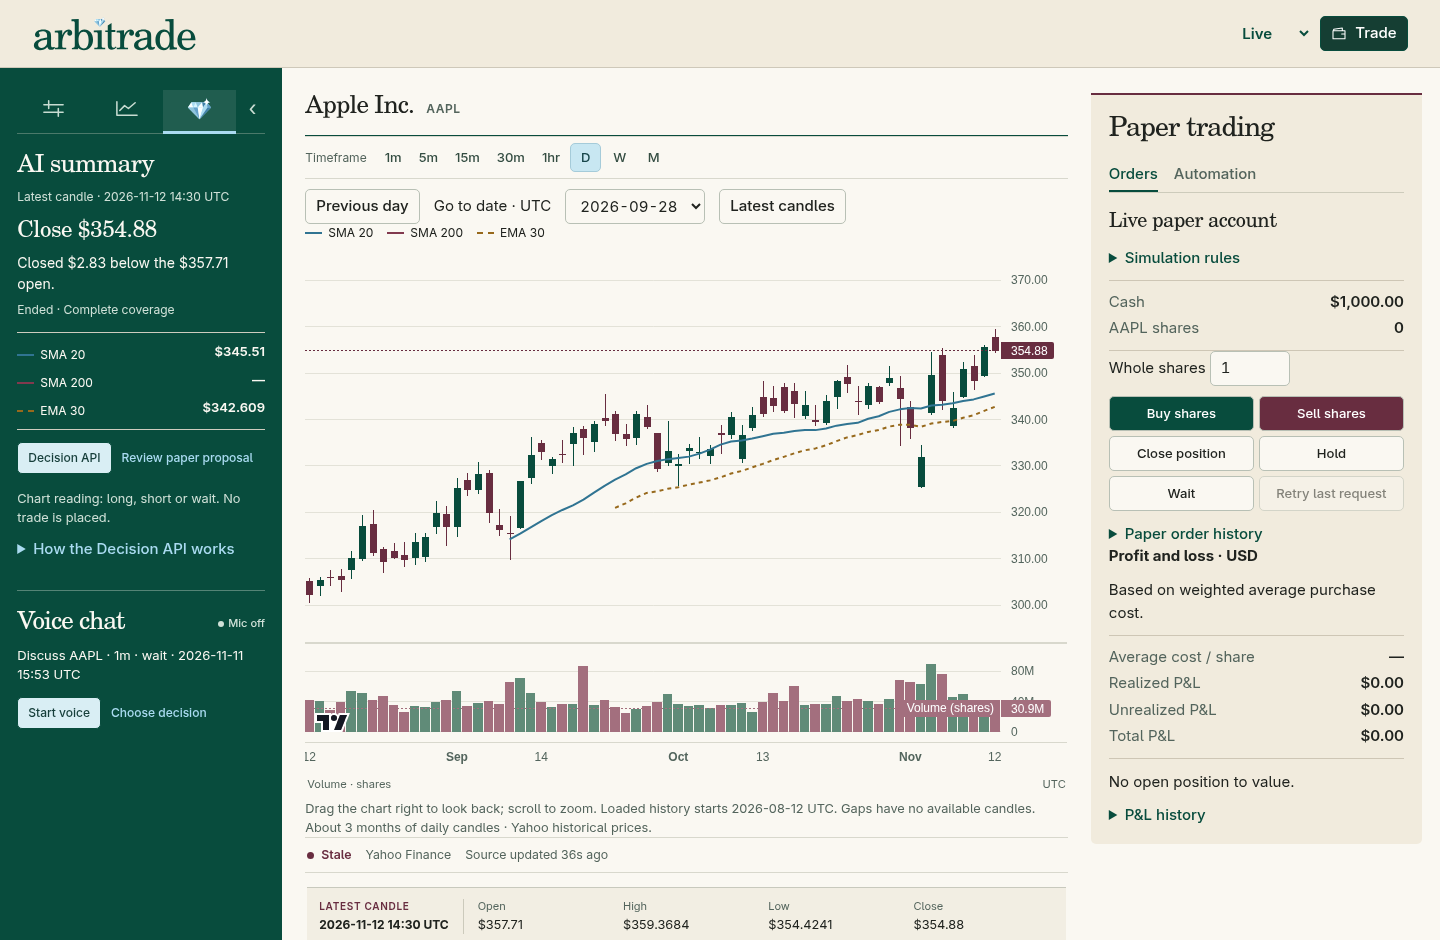 arbitrade
Live
Trade
AI summary
Latest candle · 2026-11-12 14:30 UTC
Close $354.88
Closed $2.83 below the $357.71
open.
Ended · Complete coverage
SMA 20 $345.51
SMA 200 —
EMA 30 $342.609
Decision API Review paper proposal
Chart reading: long, short or wait. No
trade is placed.
How the Decision API works
Voice chat Mic off
Discuss AAPL · 1m · wait · 2026-11-11
15:53 UTC
Start voice Choose decision
Apple Inc. AAPL
Timeframe 1m 5m 15m 30m 1hr D W M
Previous day Go to date · UTC 2026-09-28 Latest candles
SMA 20 SMA 200 EMA 30
370.00
360.00
354.88
350.00
340.00
330.00
320.00
310.00
300.00
80M
40M
Volume (shares) 30.9M
0
12 Sep 14 Oct 13 Nov 12
Volume · shares UTC
Drag the chart right to look back; scroll to zoom. Loaded history starts 2026-08-12 UTC. Gaps have no available candles.
About 3 months of daily candles · Yahoo historical prices.
Stale Yahoo Finance Source updated 36s ago
LATEST CANDLE Open High Low Close
2026-11-12 14:30 UTC $357.71 $359.3684 $354.4241 $354.88
Paper trading
Orders Automation
Live paper account
Simulation rules
Cash $1,000.00
AAPL shares 0
Whole shares 1
Buy shares Sell shares
Close position Hold
Wait Retry last request
Paper order history
Profit and loss · USD
Based on weighted average purchase
cost.
Average cost / share —
Realized P&L $0.00
Unrealized P&L $0.00
Total P&L $0.00
No open position to value.
P&L history